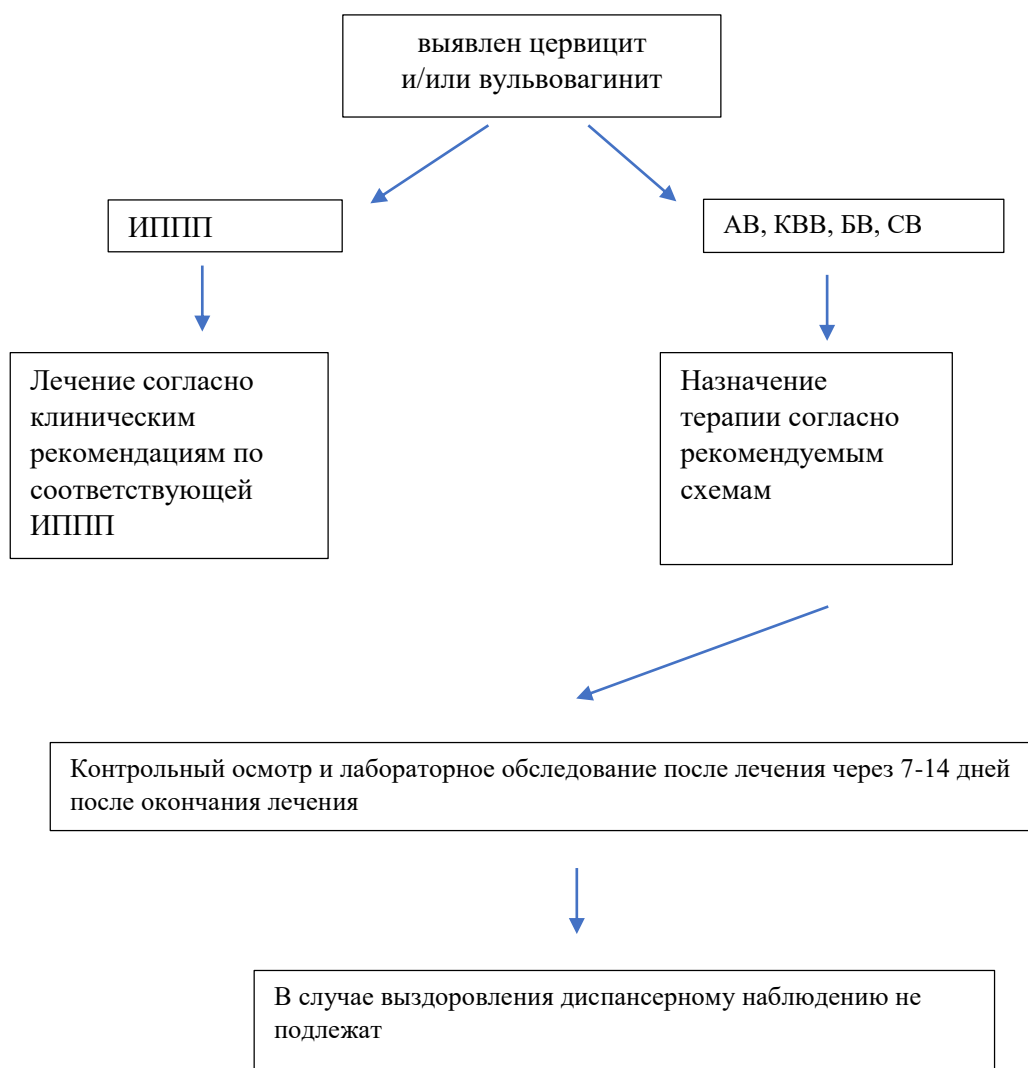 выявлен цервицит
и/или вульвовагинит
ИППП
АВ, КВВ, БВ, СВ
Лечение согласно
клиническим
рекомендациям по
соответствующей
ИППП
Назначение
терапии согласно
рекомендуемым
схемам
Контрольный осмотр и лабораторное обследование после лечения через 7-14 дней
после окончания лечения
В случае выздоровления диспансерному наблюдению не
подлежат